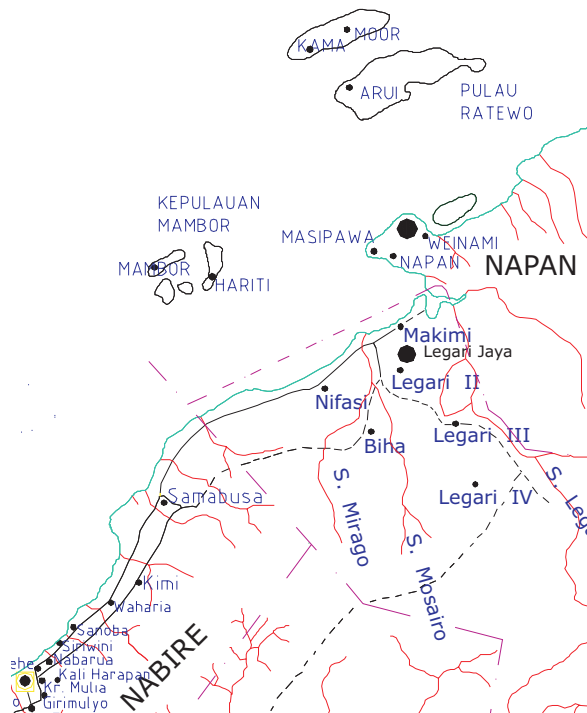 MOOR
KAMA
ARUI
PULAU
RATEWO
KEPULAUAN
MAMBOR
MASIPAWA
WEINAMI
NAPAN
NAPAN
MAMBOR
HARITI
Makimi
Legari Jaya
Legari II
Nifasi
Biha
Legari III
Legari IV
S. Lega
S. Mirago
S. Mosairo
Samabusa
Kimi
Waharia
Sanoba
Siriwini
Nabarua
Kali Harapan
Kr. Mulia
Girimulyo
NABIRE